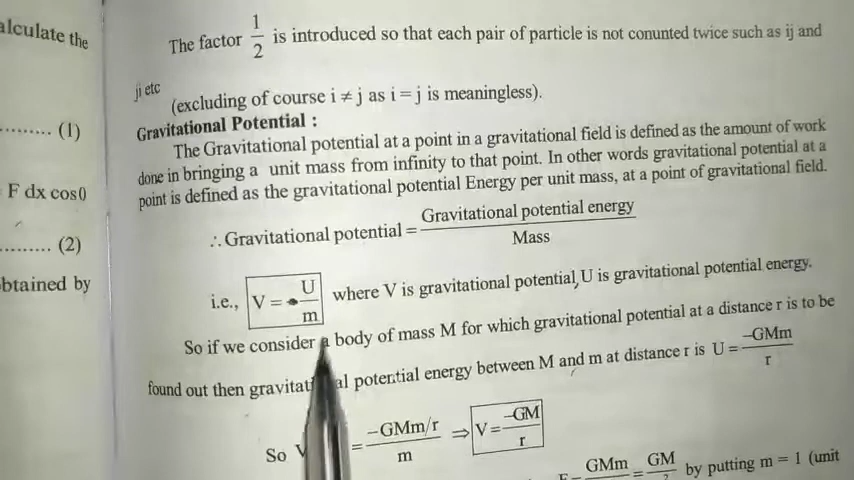 alculate the
......... (1)
F dx cosθ
......... (2)
btained by
The factor 1/2 is introduced so that each pair of particle is not conunted twice such as ij and
ji etc
(excluding of course i ≠ j as i = j is meaningless).
Gravitational Potential :
The Gravitational potential at a point in a gravitational field is defined as the amount of work
done in bringing a unit mass from infinity to that point. In other words gravitational potential at a
point is defined as the gravitational potential Energy per unit mass, at a point of gravitational field.
∴ Gravitational potential = Gravitational potential energy / Mass
i.e., V = U/m where V is gravitational potential, U is gravitational potential energy.
So if we consider a body of mass M for which gravitational potential at a distance r is to be
found out then gravitat al potential energy between M and m at distance r is U = –GMm/r
So V = –GMm/r / m ⇒ V = –GM/r
GMm = GM by putting m = 1 (unit